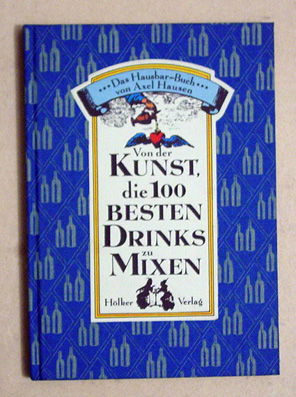 ••• Das Hausbar-Buch •••
von Axel Hausen
Von der
KUNST,
die 100
BESTEN
DRINKS
zu
MIXEN
Hölker Verlag